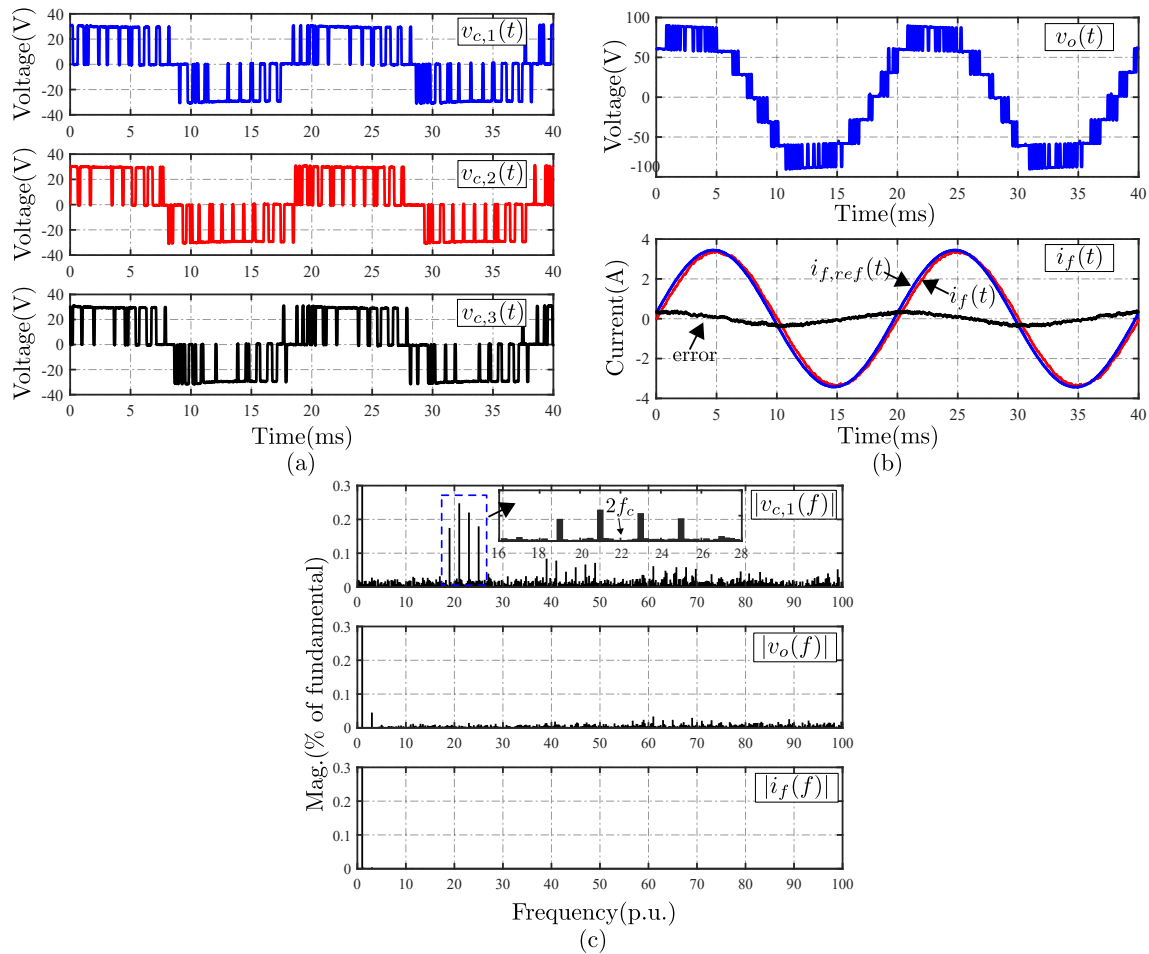 Voltage(V)
40
20
0
-20
-40
v_{c,1}(t)
0 5 10 15 20 25 30 35 40
Voltage(V)
40
20
0
-20
-40
v_{c,2}(t)
0 5 10 15 20 25 30 35 40
Voltage(V)
40
20
0
-20
-40
v_{c,3}(t)
0 5 10 15 20 25 30 35 40
Time(ms)
(a)
Voltage(V)
100
50
0
-50
-100
v_o(t)
0 5 10 15 20 25 30 35 40
Time(ms)
Current(A)
4
2
0
-2
-4
i_f(t)
i_{f,ref}(t)
i_f(t)
error
0 5 10 15 20 25 30 35 40
Time(ms)
(b)
Mag.(% of fundamental)
0.3
0.2
0.1
0
|v_{c,1}(f)|
2f_c
16 18 20 22 24 26 28
0 10 20 30 40 50 60 70 80 90 100
0.3
0.2
0.1
0
|v_o(f)|
0 10 20 30 40 50 60 70 80 90 100
0.3
0.2
0.1
0
|i_f(f)|
0 10 20 30 40 50 60 70 80 90 100
Frequency(p.u.)
(c)